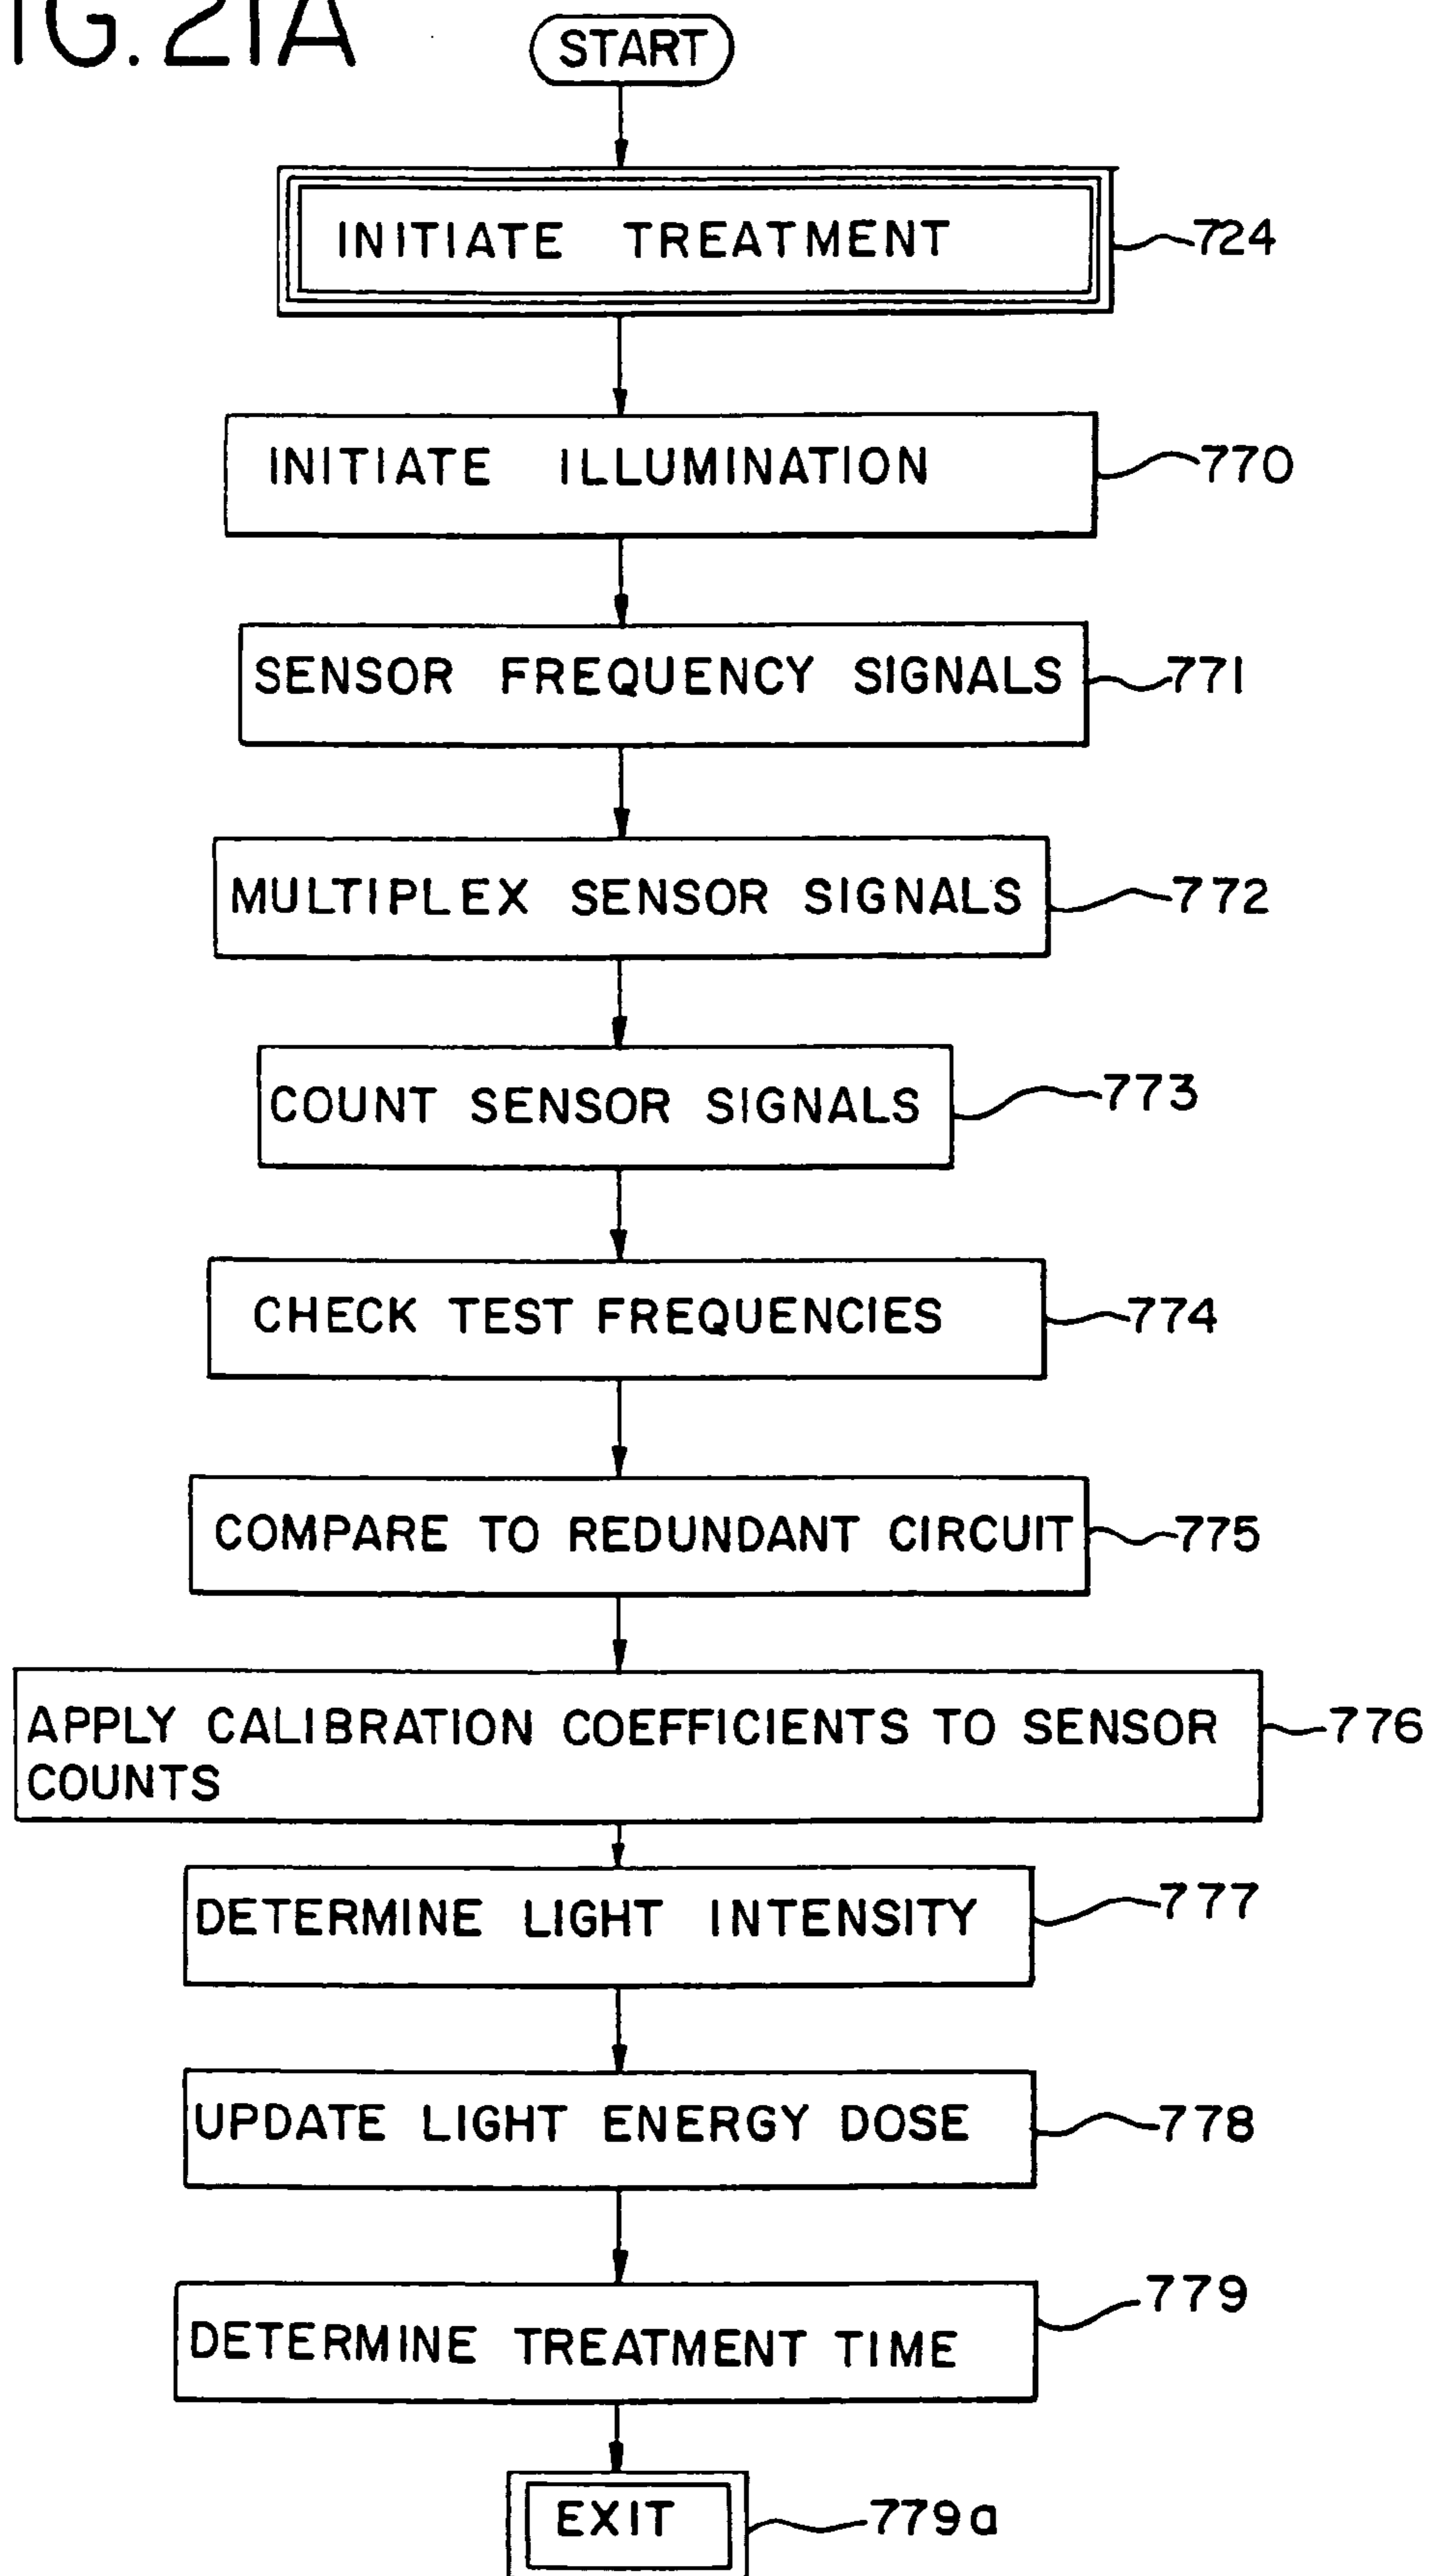 IG. 21A
START
INITIATE TREATMENT
724
INITIATE ILLUMINATION
770
SENSOR FREQUENCY SIGNALS
771
MULTIPLEX SENSOR SIGNALS
772
COUNT SENSOR SIGNALS
773
CHECK TEST FREQUENCIES
774
COMPARE TO REDUNDANT CIRCUIT
775
APPLY CALIBRATION COEFFICIENTS TO SENSOR
COUNTS
776
DETERMINE LIGHT INTENSITY
777
UPDATE LIGHT ENERGY DOSE
778
DETERMINE TREATMENT TIME
779
EXIT
779a